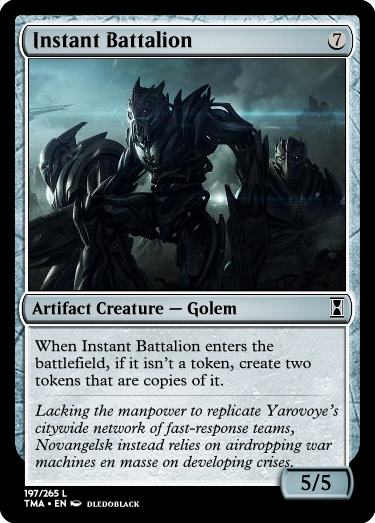 Instant Battalion 7
Artifact Creature — Golem
When Instant Battalion enters the
battlefield, if it isn't a token, create two
tokens that are copies of it.
Lacking the manpower to replicate Yarovoye's
citywide network of fast-response teams,
Novangelsk instead relies on airdropping war
machines en masse on developing crises.
5/5
197/265 L
TMA • EN DLEDOBLACK